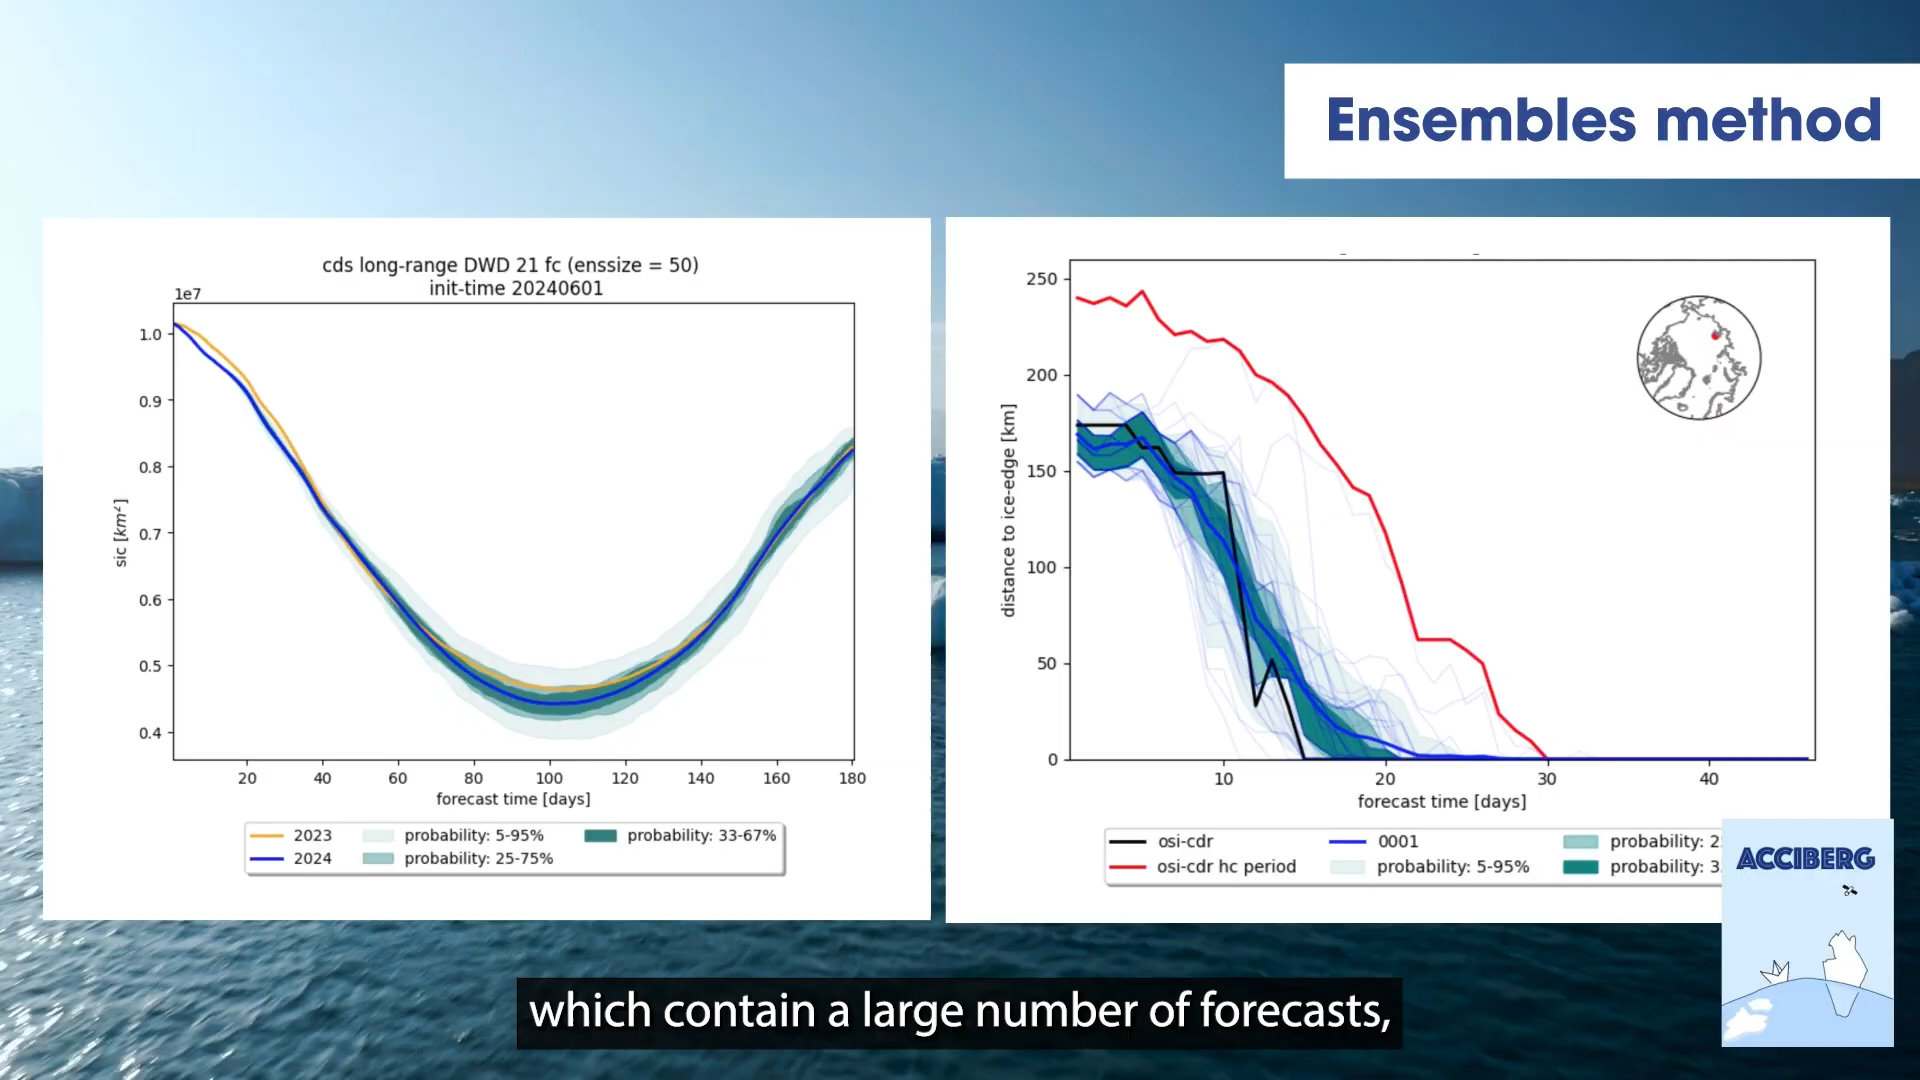 Ensembles method
cds long-range DWD 21 fc (enssize = 50)
init-time 20240601
1e7
1.0
0.9
0.8
0.7
0.6
0.5
0.4
sic [km²]
20 40 60 80 100 120 140 160 180
forecast time [days]
2023 probability: 5-95% probability: 33-67%
2024 probability: 25-75%
250
200
150
100
50
0
distance to ice-edge [km]
10 20 30 40
forecast time [days]
osi-cdr 0001 probability: 2
osi-cdr hc period probability: 5-95% probability: 3
ACCIBERG
which contain a large number of forecasts,